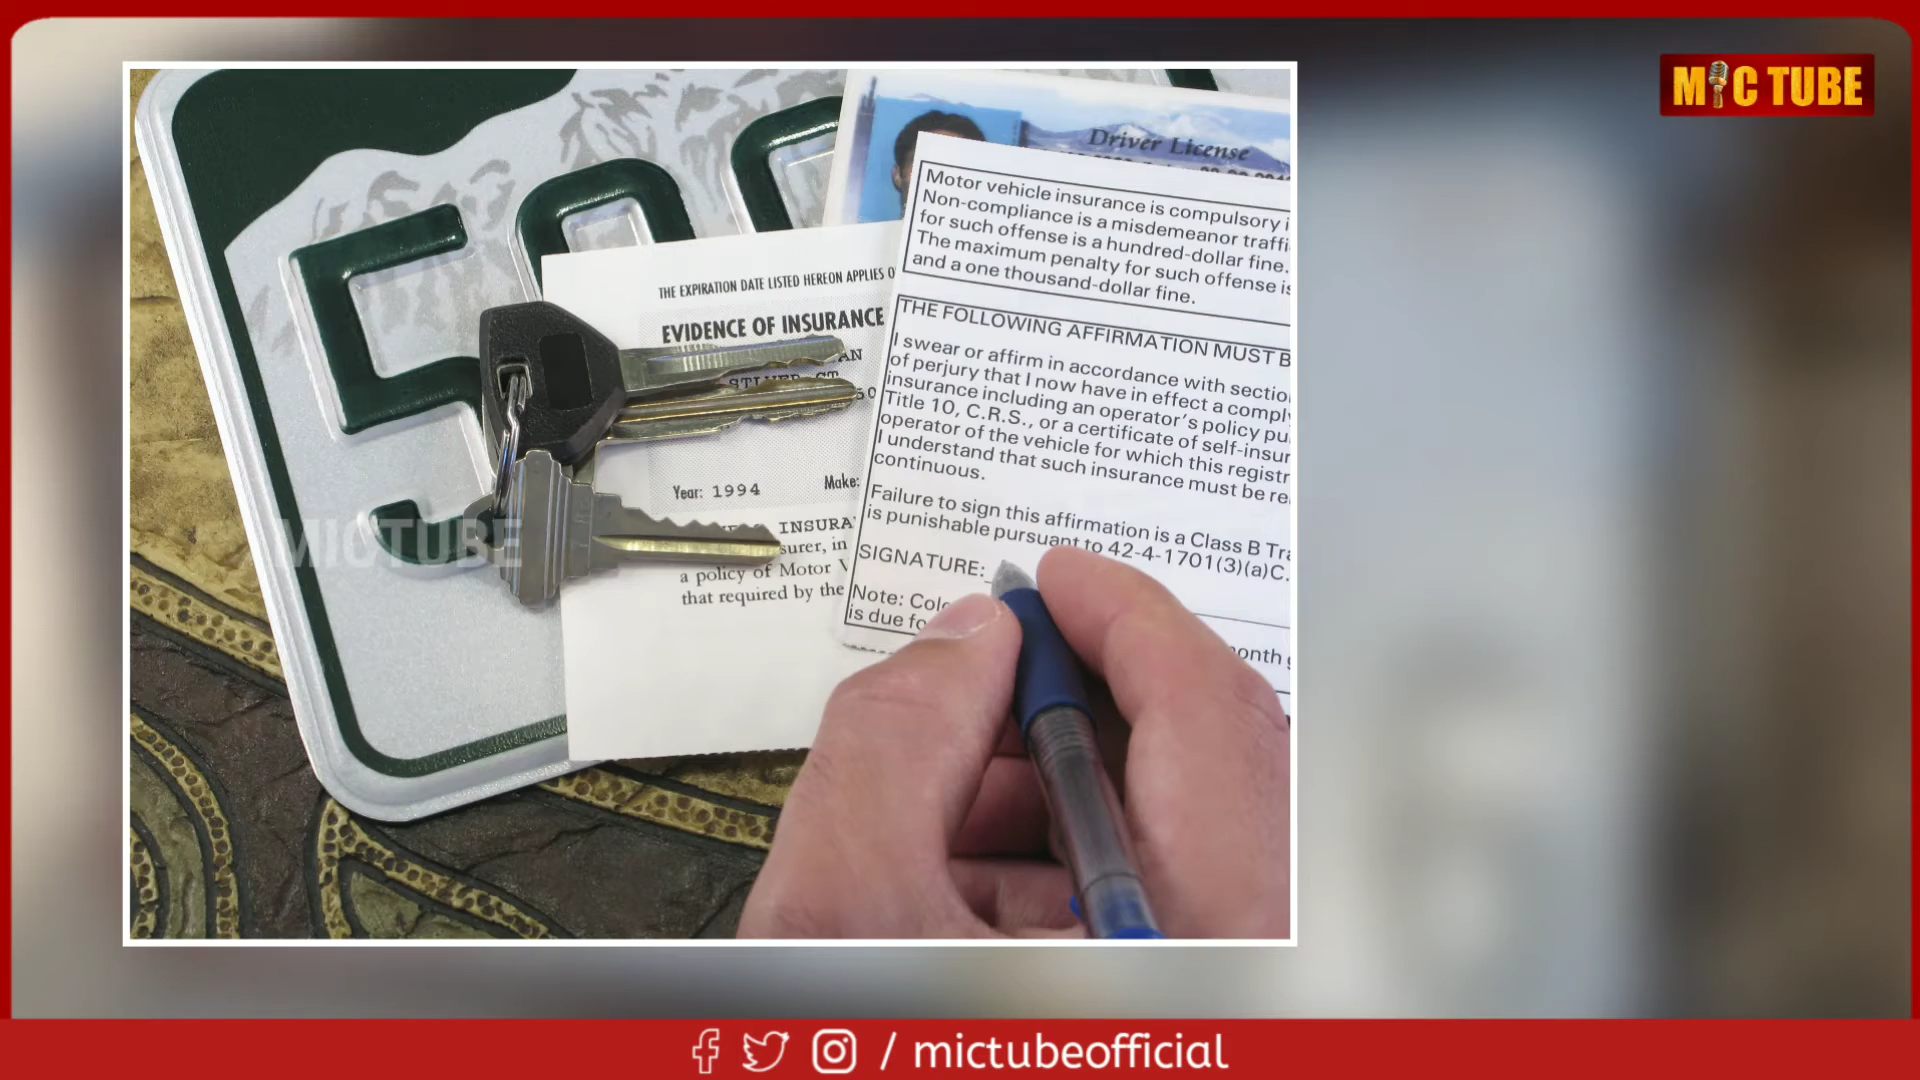 MIC TUBE
Driver License
Motor vehicle insurance is compulsory i
Non-compliance is a misdemeanor traffi
for such offense is a hundred-dollar fine.
The maximum penalty for such offense is
and a one thousand-dollar fine.
THE FOLLOWING AFFIRMATION MUST B
I swear or affirm in accordance with sectio
of perjury that I now have in effect a comply
insurance including an operator's policy pu
Title 10, C.R.S., or a certificate of self-insur
operator of the vehicle for which this registr
I understand that such insurance must be re
continuous.
Failure to sign this affirmation is a Class B Tra
is punishable pursuant to 42-4-1701(3)(a)C.
SIGNATURE:
Note: Colo
is due fo
onth g
THE EXPIRATION DATE LISTED HEREON APPLIES O
EVIDENCE OF INSURANCE
AN
ST
50
Year: 1994 Make:
INSURA
surer, in
a policy of Motor V
that required by the
5
MICTUBE
/ mictubeofficial